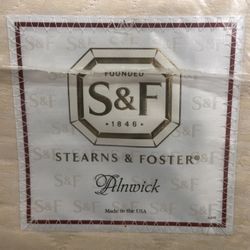 FOUNDED
S&F
• 1846 •
STEARNS & FOSTER®
Alnwick
Made in the USA